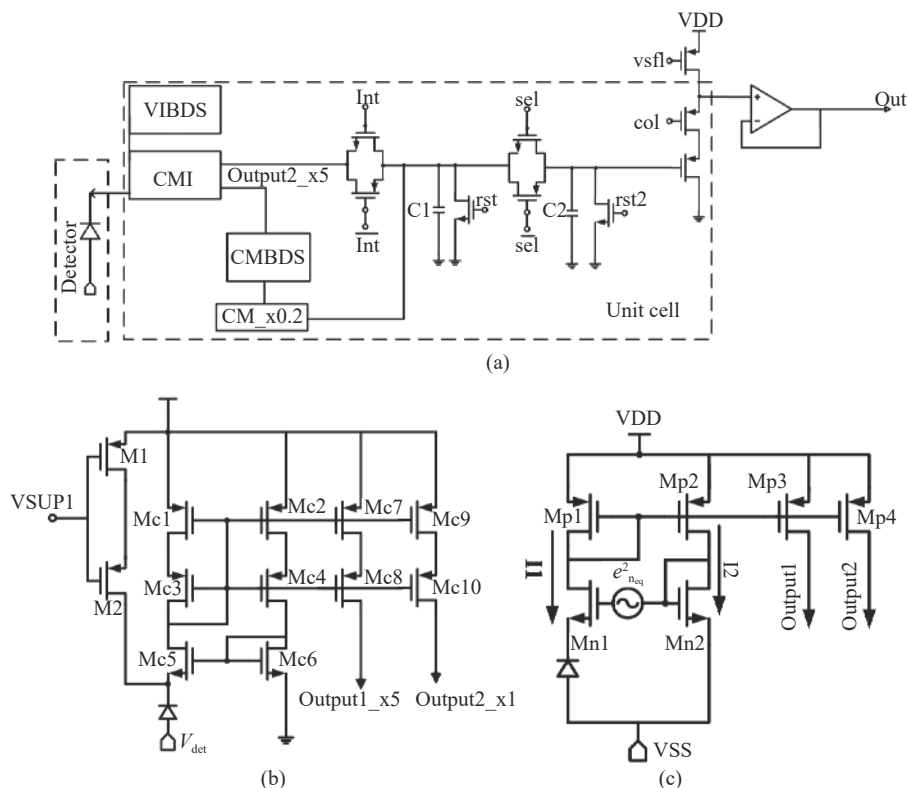 VDD
vsfl
Int
sel
VIBDS
col
Out
+
−
CMI
Output2_x5
C1
rst
C2
rst2
Detector
Int
sel
CMBDS
CM_x0.2
Unit cell
(a)
VDD
M1
VSUP1
Mc1
Mc2
Mc7
Mc9
Mp1
Mp2
Mp3
Mp4
M2
Mc3
Mc4
Mc8
Mc10
I1
e²n_eq
I2
Output1
Output2
Mc5
Mc6
Mn1
Mn2
Output1_x5
Output2_x1
Vdet
VSS
(b)
(c)